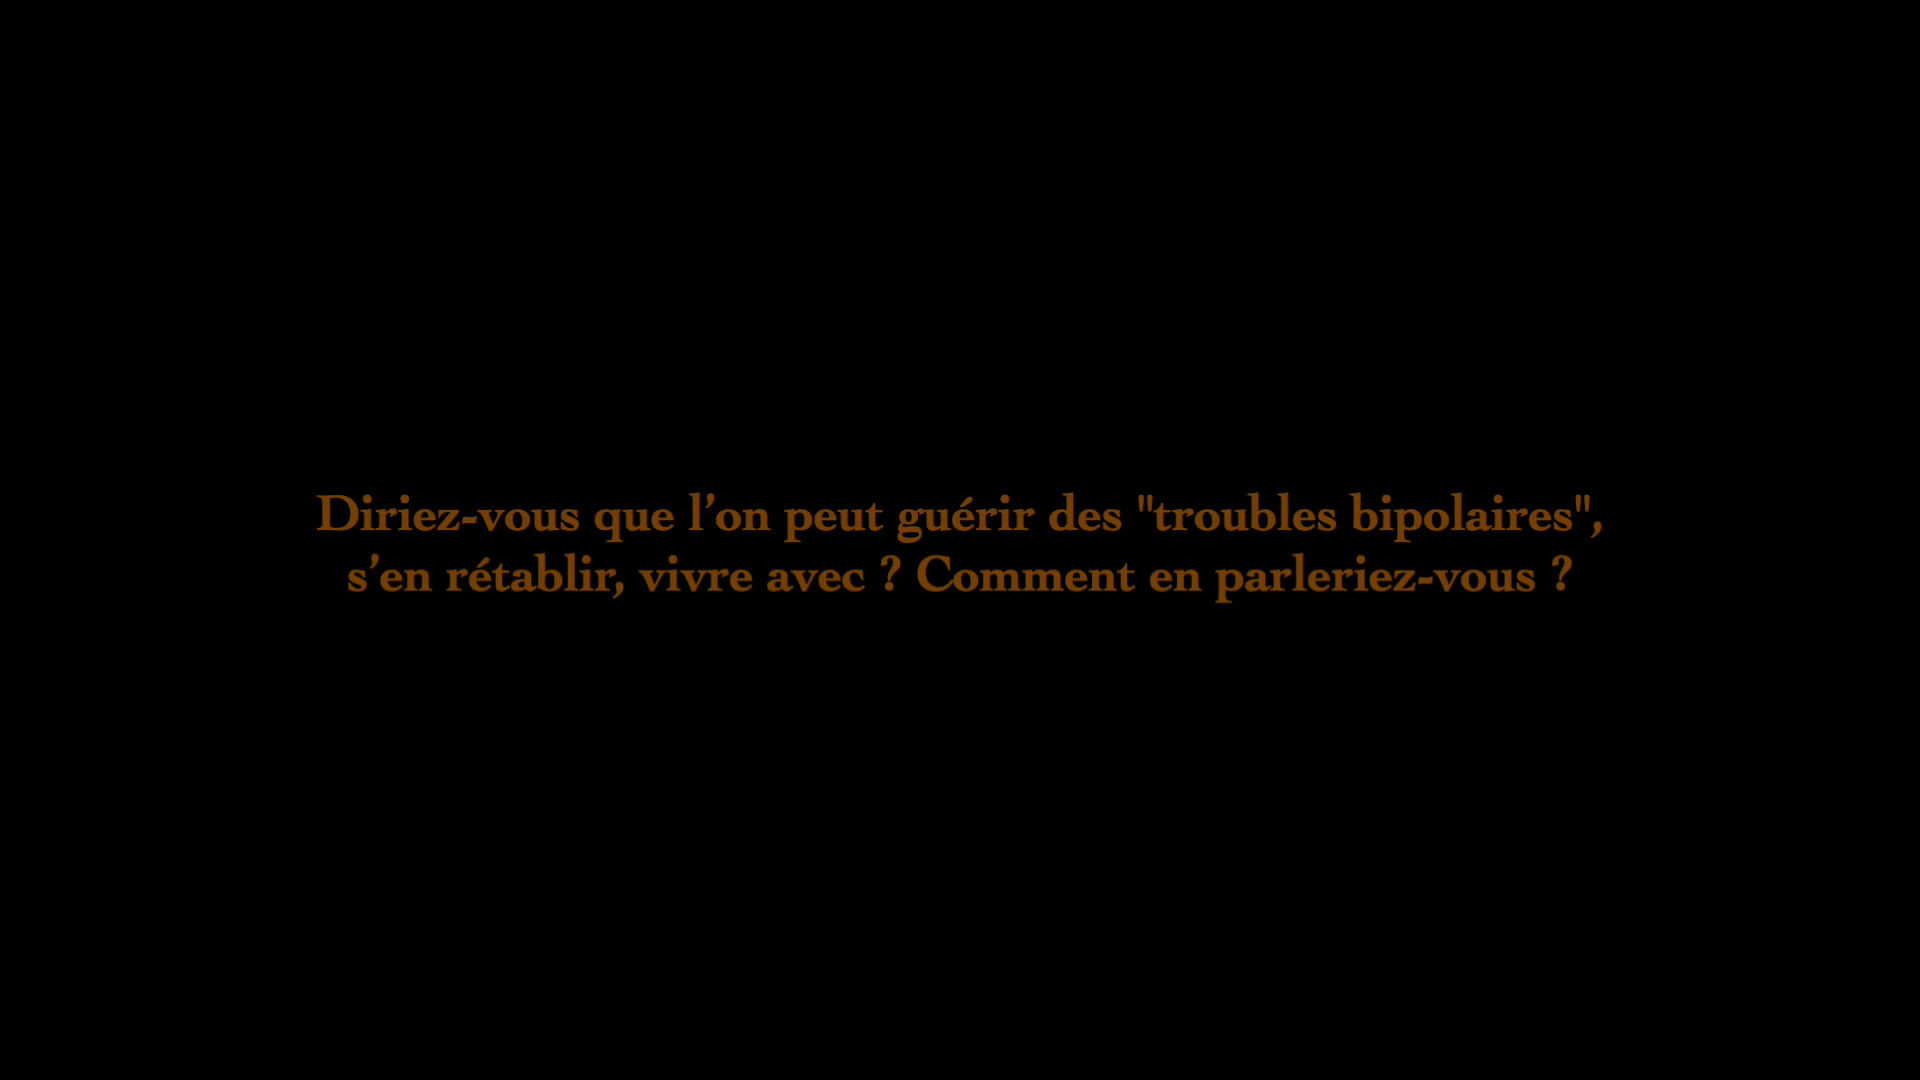 Diriez-vous que l’on peut guérir des "troubles bipolaires",
s’en rétablir, vivre avec ? Comment en parleriez-vous ?